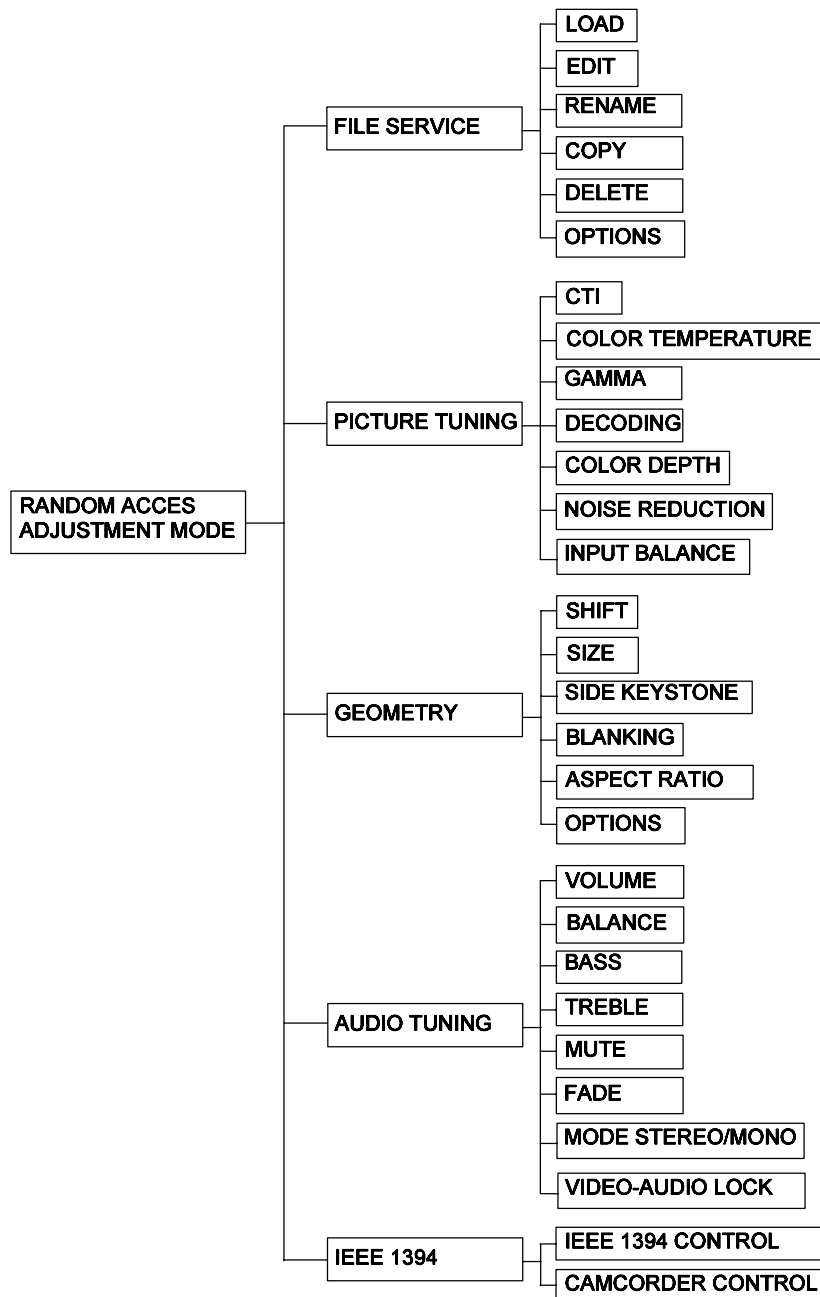 RANDOM ACCES
ADJUSTMENT MODE
FILE SERVICE
LOAD
EDIT
RENAME
COPY
DELETE
OPTIONS
PICTURE TUNING
CTI
COLOR TEMPERATURE
GAMMA
DECODING
COLOR DEPTH
NOISE REDUCTION
INPUT BALANCE
GEOMETRY
SHIFT
SIZE
SIDE KEYSTONE
BLANKING
ASPECT RATIO
OPTIONS
AUDIO TUNING
VOLUME
BALANCE
BASS
TREBLE
MUTE
FADE
MODE STEREO/MONO
VIDEO-AUDIO LOCK
IEEE 1394
IEEE 1394 CONTROL
CAMCORDER CONTROL